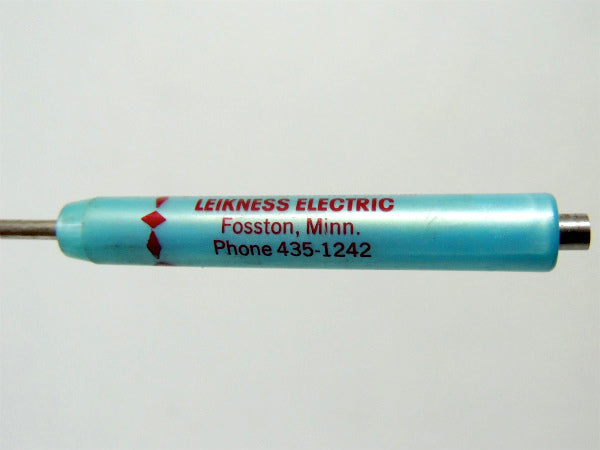 LEIKNESS ELECTRIC
Fosston, Minn.
Phone 435-1242